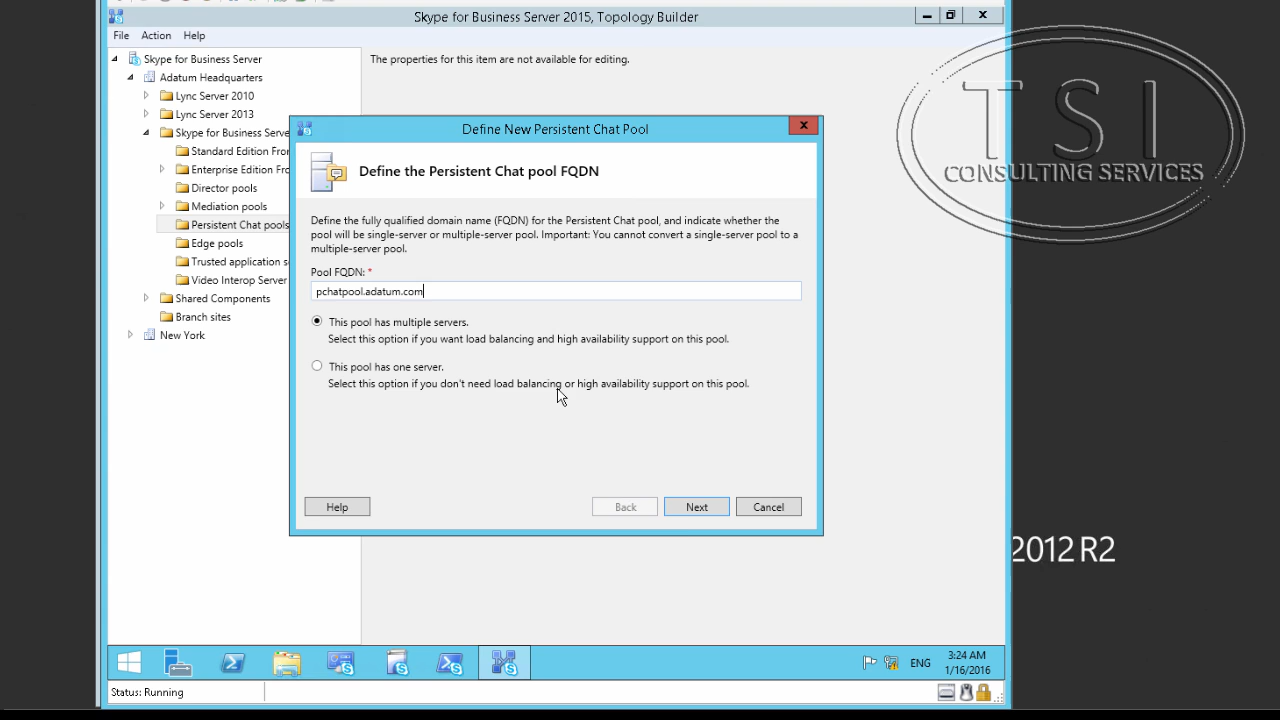 Skype for Business Server 2015, Topology Builder
File Action Help
Skype for Business Server
Adatum Headquarters
Lync Server 2010
Lync Server 2013
Skype for Business Serve
Standard Edition Fron
Enterprise Edition Fro
Director pools
Mediation pools
Persistent Chat pools
Edge pools
Trusted application s
Video Interop Server
Shared Components
Branch sites
New York
The properties for this item are not available for editing.
Define New Persistent Chat Pool
Define the Persistent Chat pool FQDN
Define the fully qualified domain name (FQDN) for the Persistent Chat pool, and indicate whether the
pool will be single-server or multiple-server pool. Important: You cannot convert a single-server pool to a
multiple-server pool.
Pool FQDN: *
pchatpool.adatum.com
This pool has multiple servers.
Select this option if you want load balancing and high availability support on this pool.
This pool has one server.
Select this option if you don't need load balancing or high availability support on this pool.
Help
Back
Next
Cancel
TSI
CONSULTING SERVICES
2012 R2
ENG
3:24 AM
1/16/2016
Status: Running